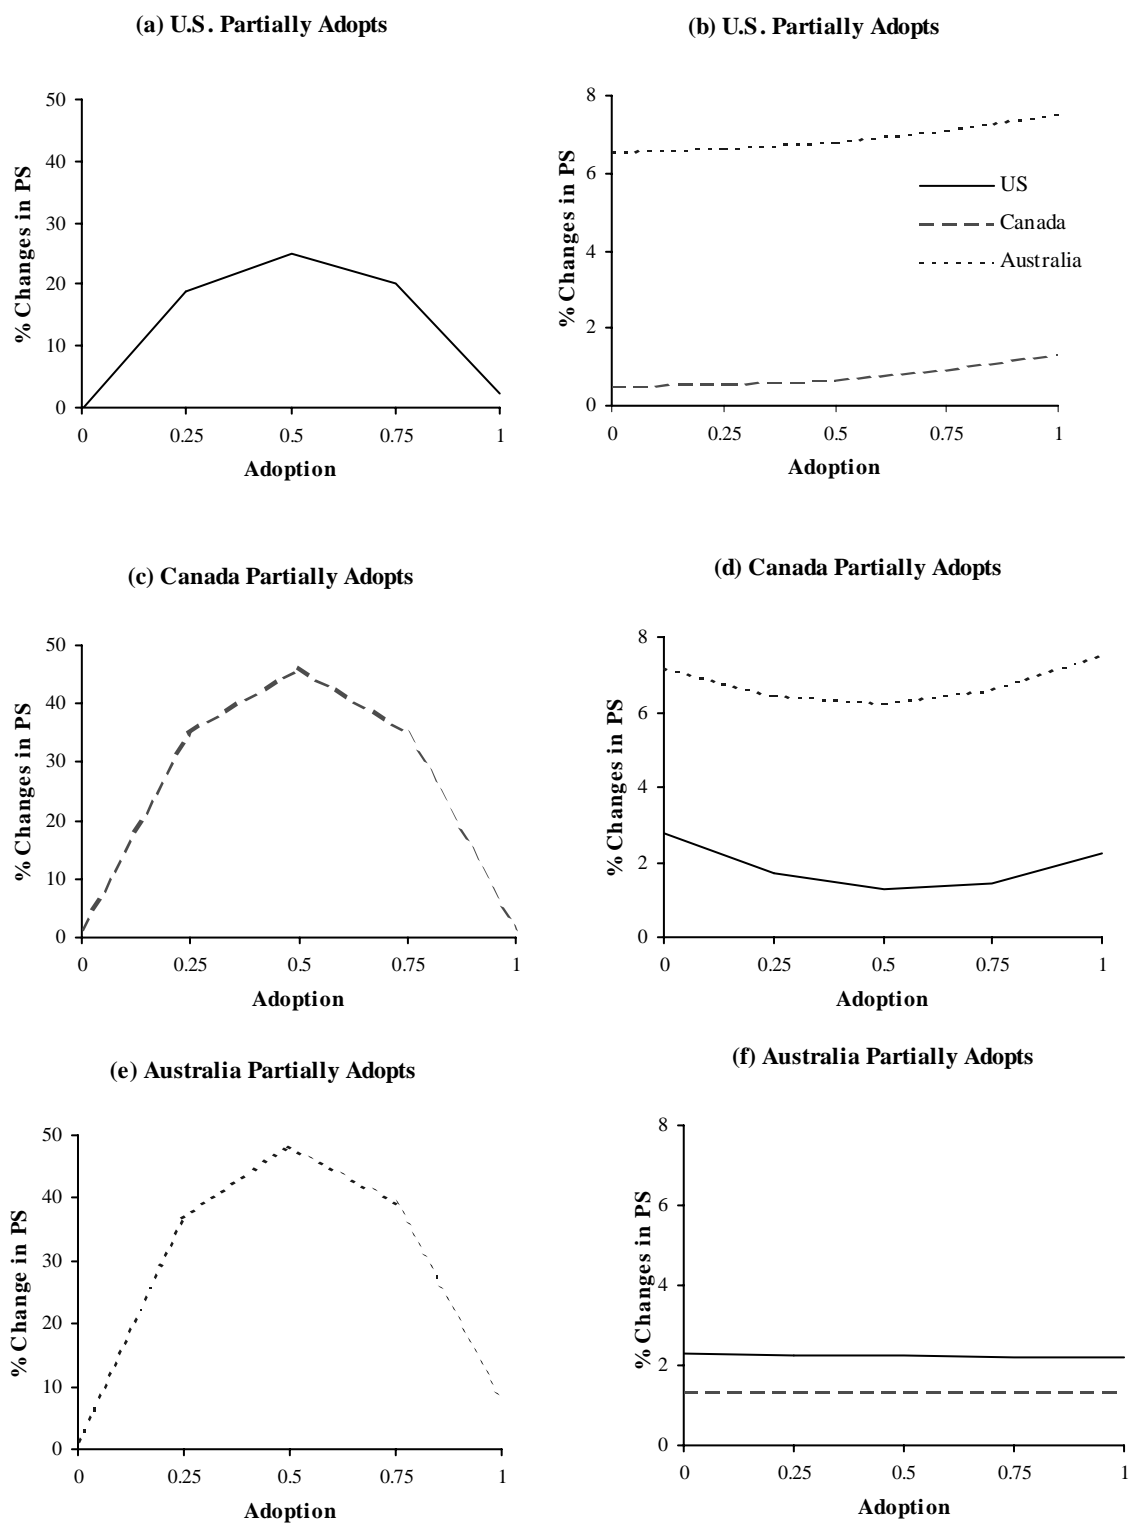 (a) U.S. Partially Adopts
50
40
30
20
10
0
% Changes in PS
0 0.25 0.5 0.75 1
Adoption
(b) U.S. Partially Adopts
8
6
4
2
0
% Changes in PS
US
Canada
Australia
0 0.25 0.5 0.75 1
Adoption
(c) Canada Partially Adopts
50
40
30
20
10
0
% Changes in PS
0 0.25 0.5 0.75 1
Adoption
(d) Canada Partially Adopts
8
6
4
2
0
% Changes in PS
0 0.25 0.5 0.75 1
Adoption
(e) Australia Partially Adopts
50
40
30
20
10
0
% Change in PS
0 0.25 0.5 0.75 1
Adoption
(f) Australia Partially Adopts
8
6
4
2
0
% Changes in PS
0 0.25 0.5 0.75 1
Adoption